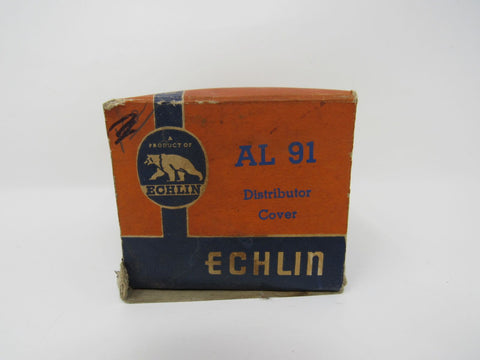 A
PRODUCT OF
ECHLIN
AL 91
Distributor
Cover
ECHLIN